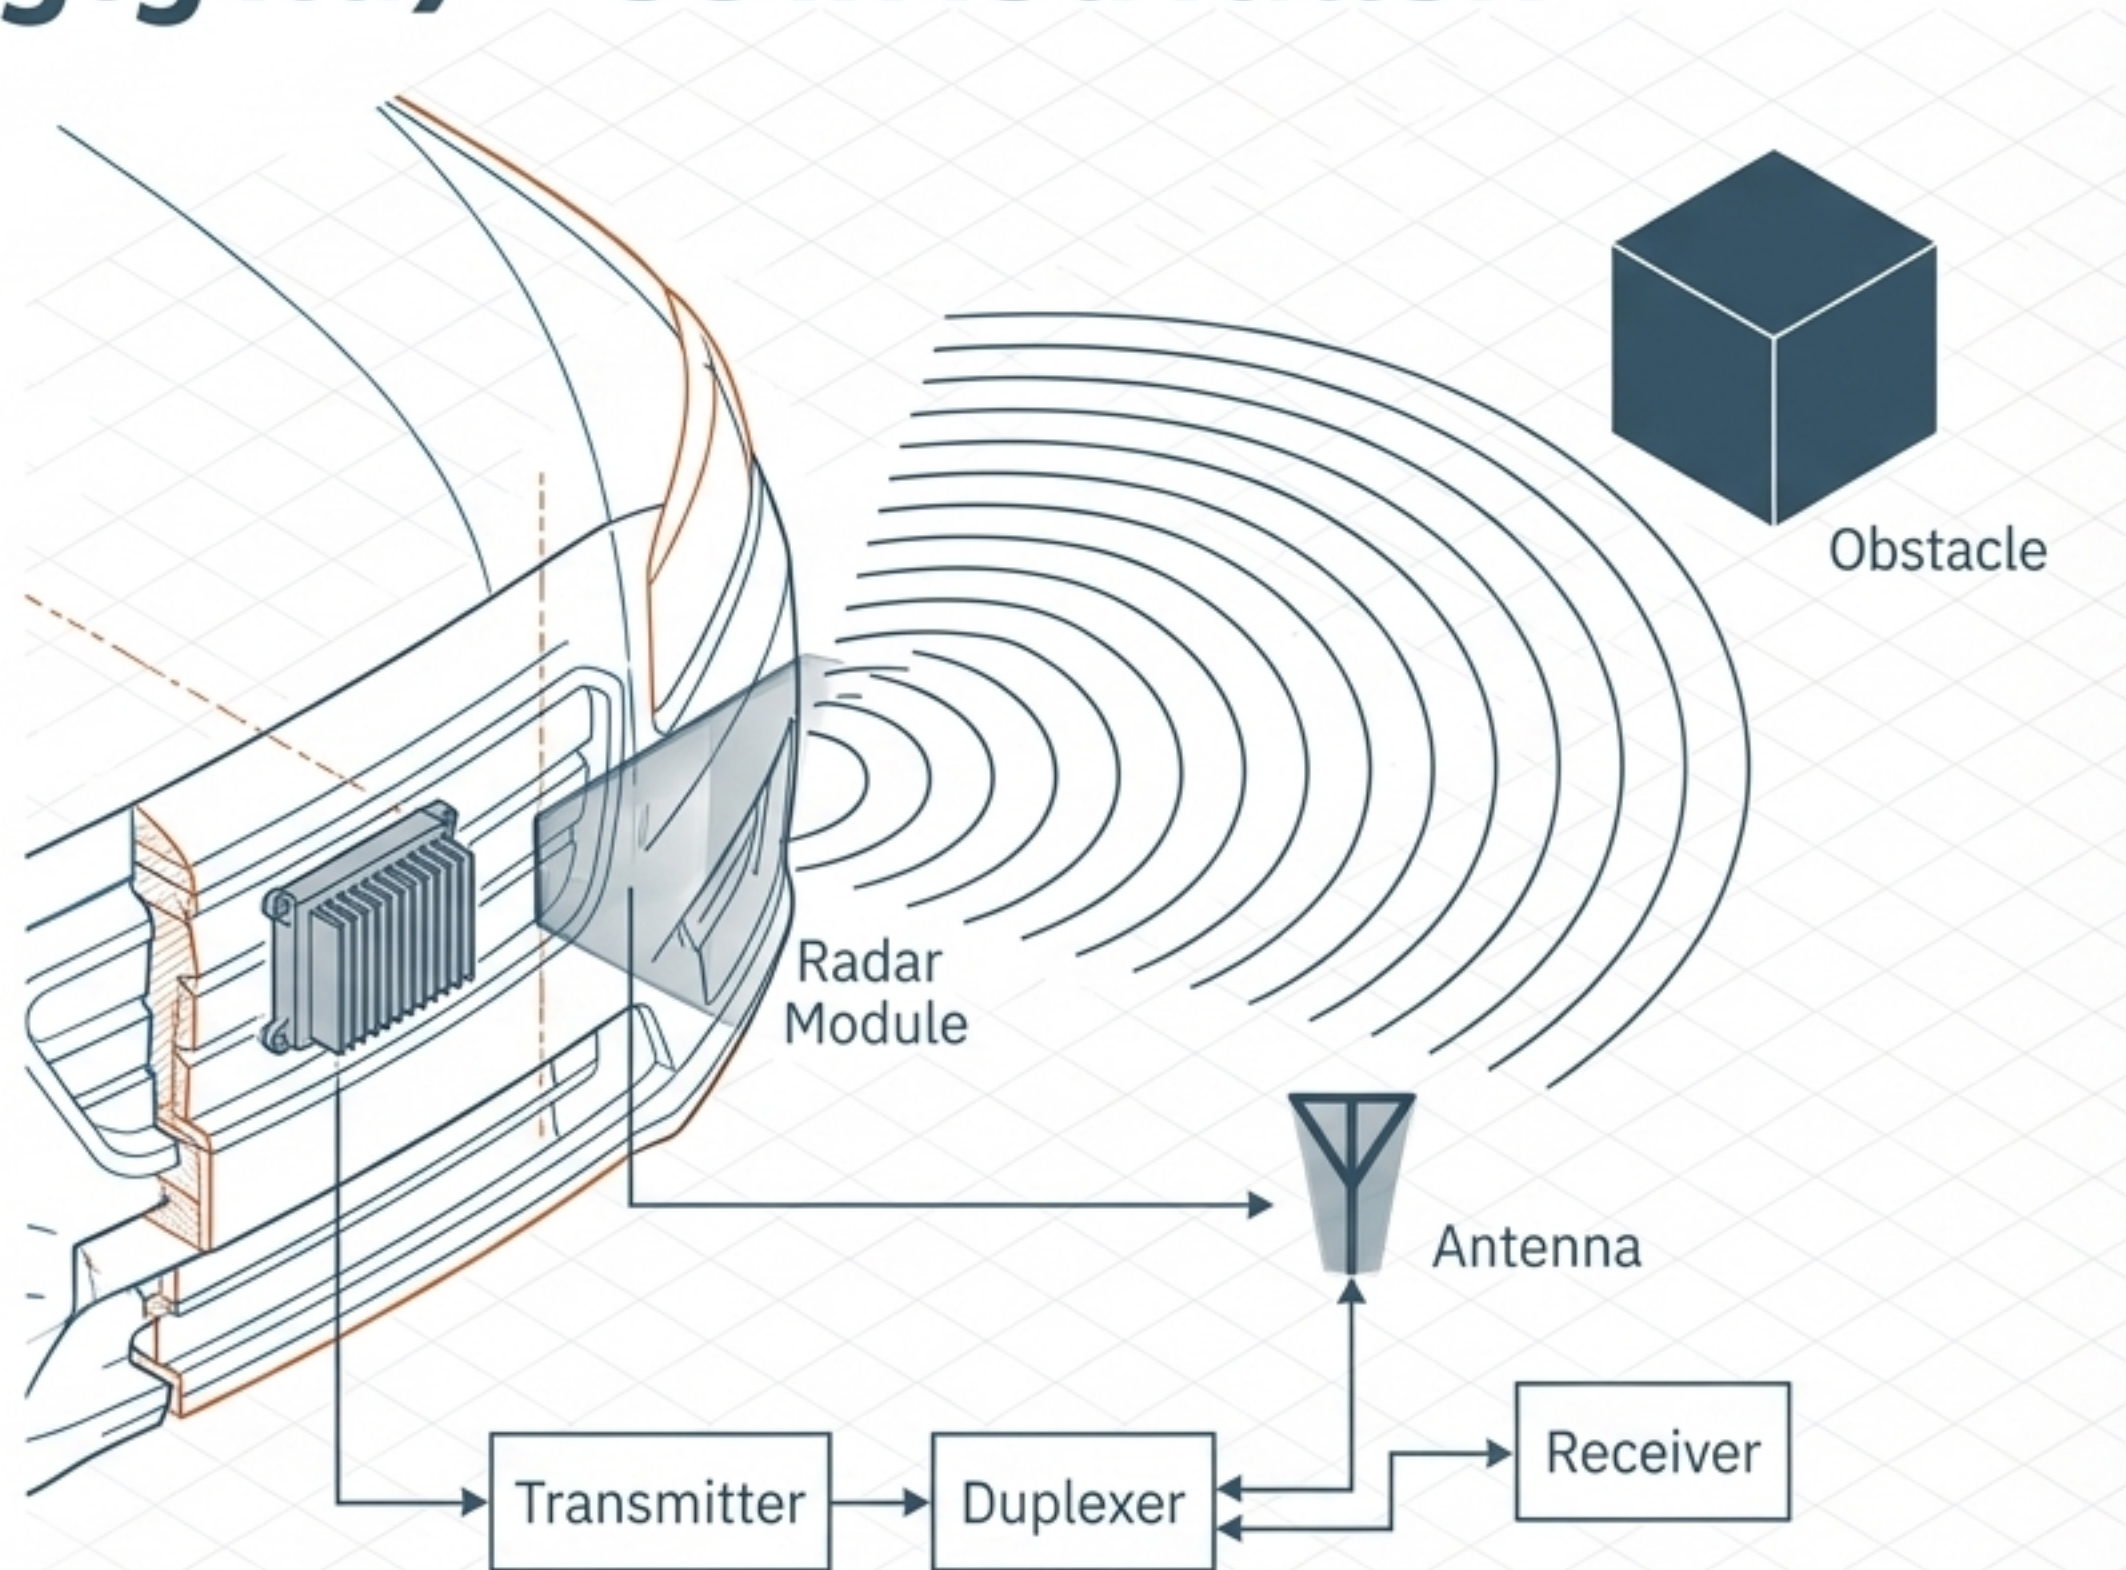 Obstacle
Radar
Module
Antenna
Receiver
Transmitter
Duplexer